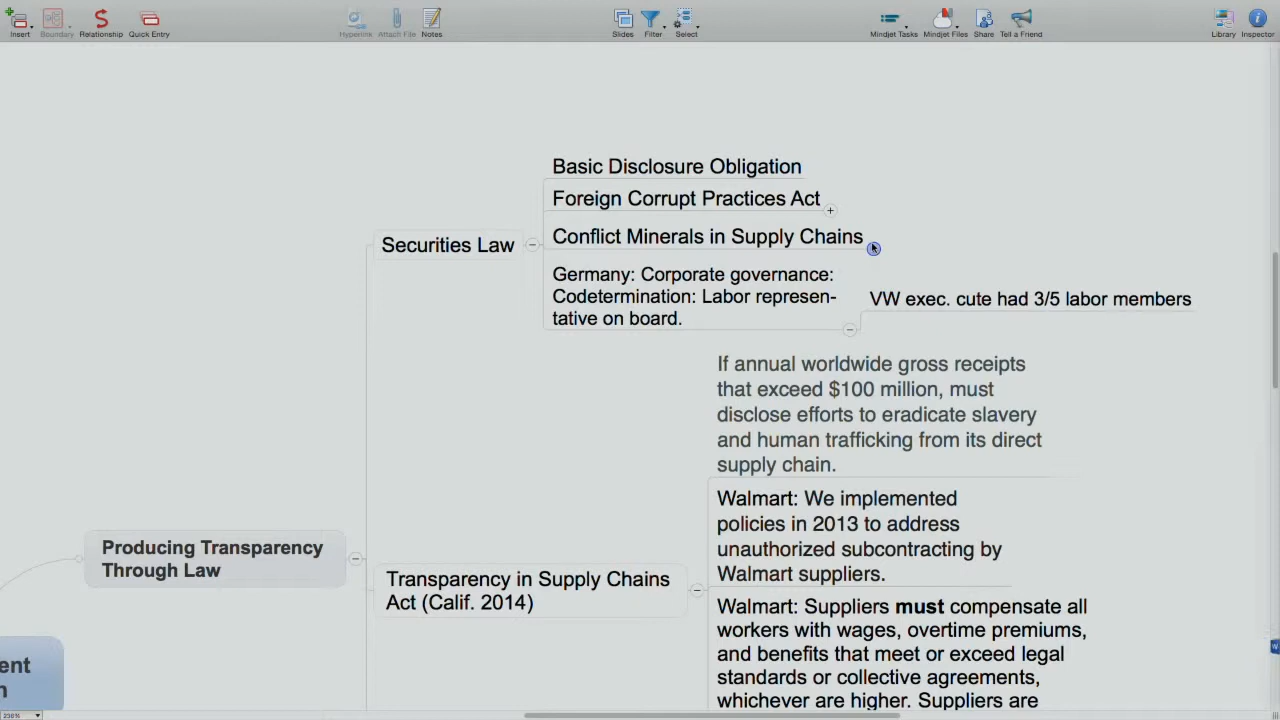 Insert
Boundary
Relationship
Quick Entry
Hyperlink
Attach File
Notes
Slides
Filter
Select
Mindjet Tasks
Mindjet Files
Share
Tell a Friend
Library
Inspector
Basic Disclosure Obligation
Foreign Corrupt Practices Act
Securities Law
Conflict Minerals in Supply Chains
Germany: Corporate governance:
Codetermination: Labor represen-
tative on board.
VW exec. cute had 3/5 labor members
If annual worldwide gross receipts
that exceed $100 million, must
disclose efforts to eradicate slavery
and human trafficking from its direct
supply chain.
Walmart: We implemented
policies in 2013 to address
unauthorized subcontracting by
Walmart suppliers.
Producing Transparency
Through Law
Transparency in Supply Chains
Act (Calif. 2014)
Walmart: Suppliers must compensate all
workers with wages, overtime premiums,
and benefits that meet or exceed legal
standards or collective agreements,
whichever are higher. Suppliers are
ent
n
236%